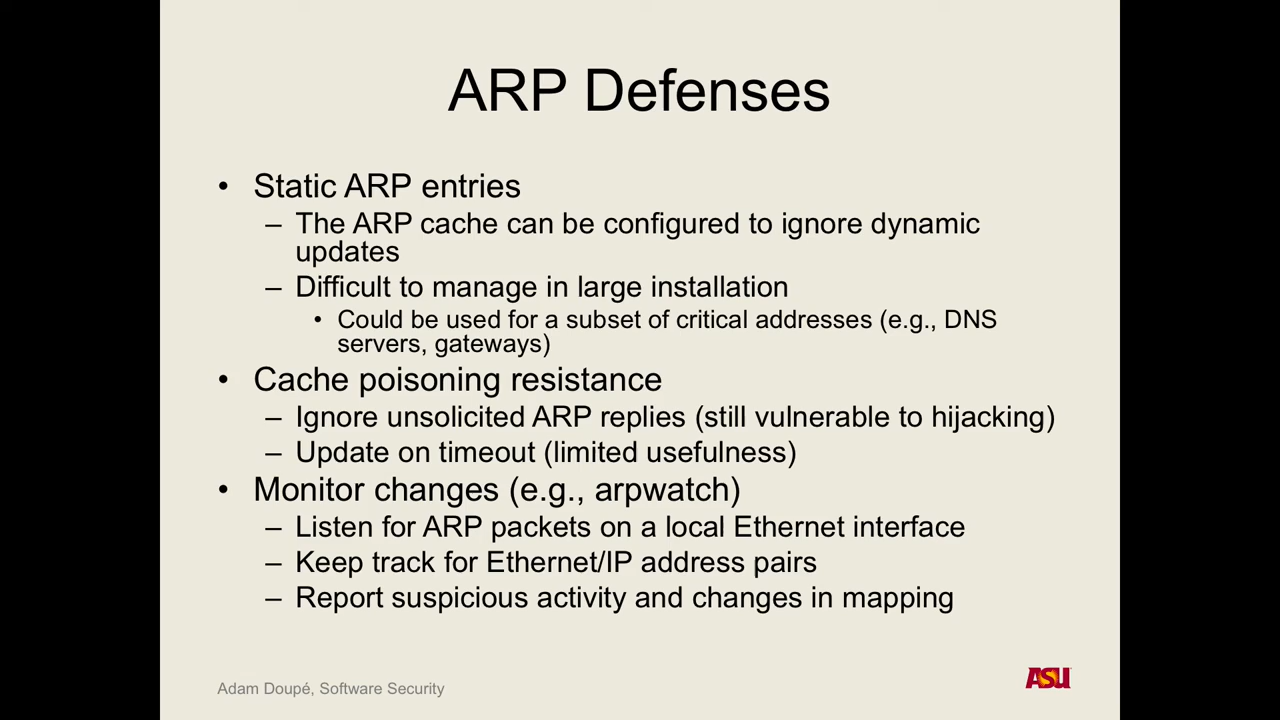 ARP Defenses
• Static ARP entries
– The ARP cache can be configured to ignore dynamic
updates
– Difficult to manage in large installation
• Could be used for a subset of critical addresses (e.g., DNS
servers, gateways)
• Cache poisoning resistance
– Ignore unsolicited ARP replies (still vulnerable to hijacking)
– Update on timeout (limited usefulness)
• Monitor changes (e.g., arpwatch)
– Listen for ARP packets on a local Ethernet interface
– Keep track for Ethernet/IP address pairs
– Report suspicious activity and changes in mapping
Adam Doupé, Software Security
ASU